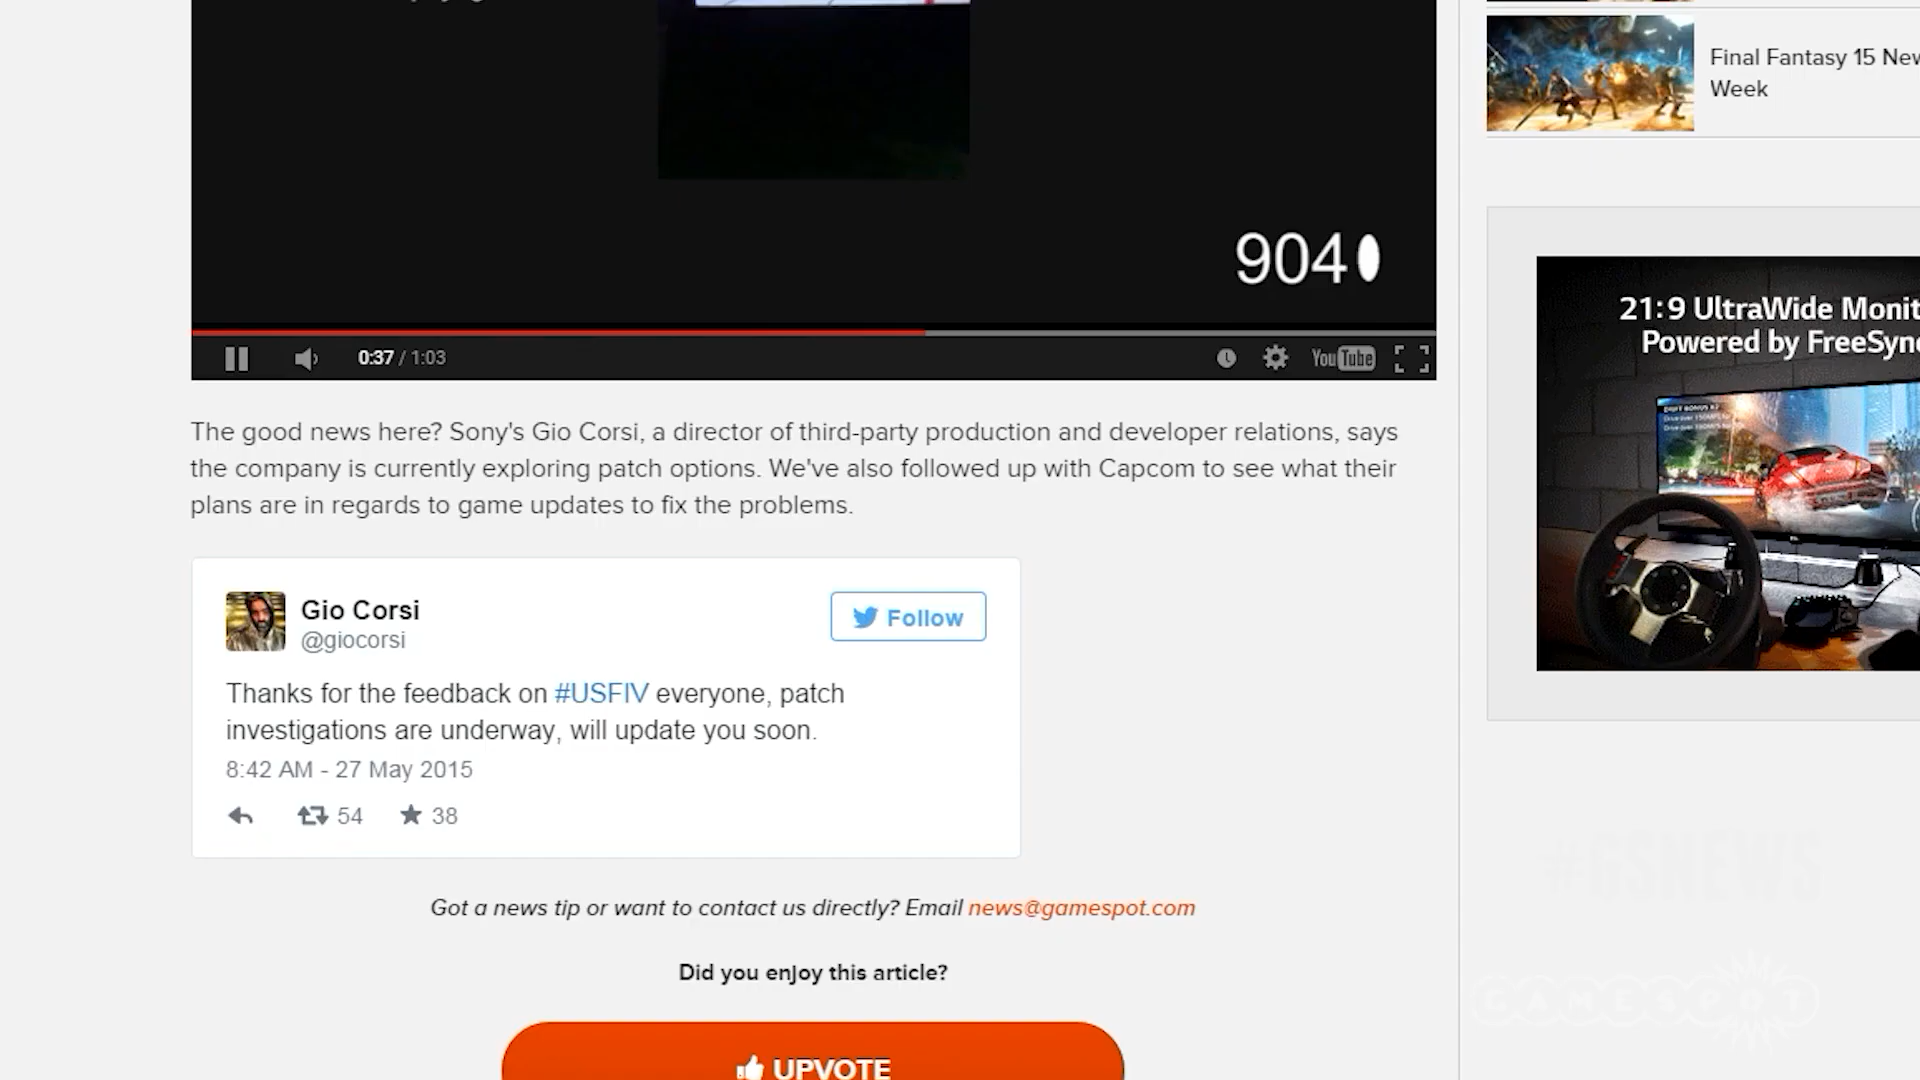 Final Fantasy 15 New
Week
904
0:37 / 1:03
YouTube
21:9 UltraWide Monit
Powered by FreeSync
The good news here? Sony's Gio Corsi, a director of third-party production and developer relations, says
the company is currently exploring patch options. We've also followed up with Capcom to see what their
plans are in regards to game updates to fix the problems.
Gio Corsi
@giocorsi
Follow
Thanks for the feedback on #USFIV everyone, patch
investigations are underway, will update you soon.
8:42 AM - 27 May 2015
54
38
#GSNEWS
Got a news tip or want to contact us directly? Email news@gamespot.com
Did you enjoy this article?
GAMESPOT
UPVOTE